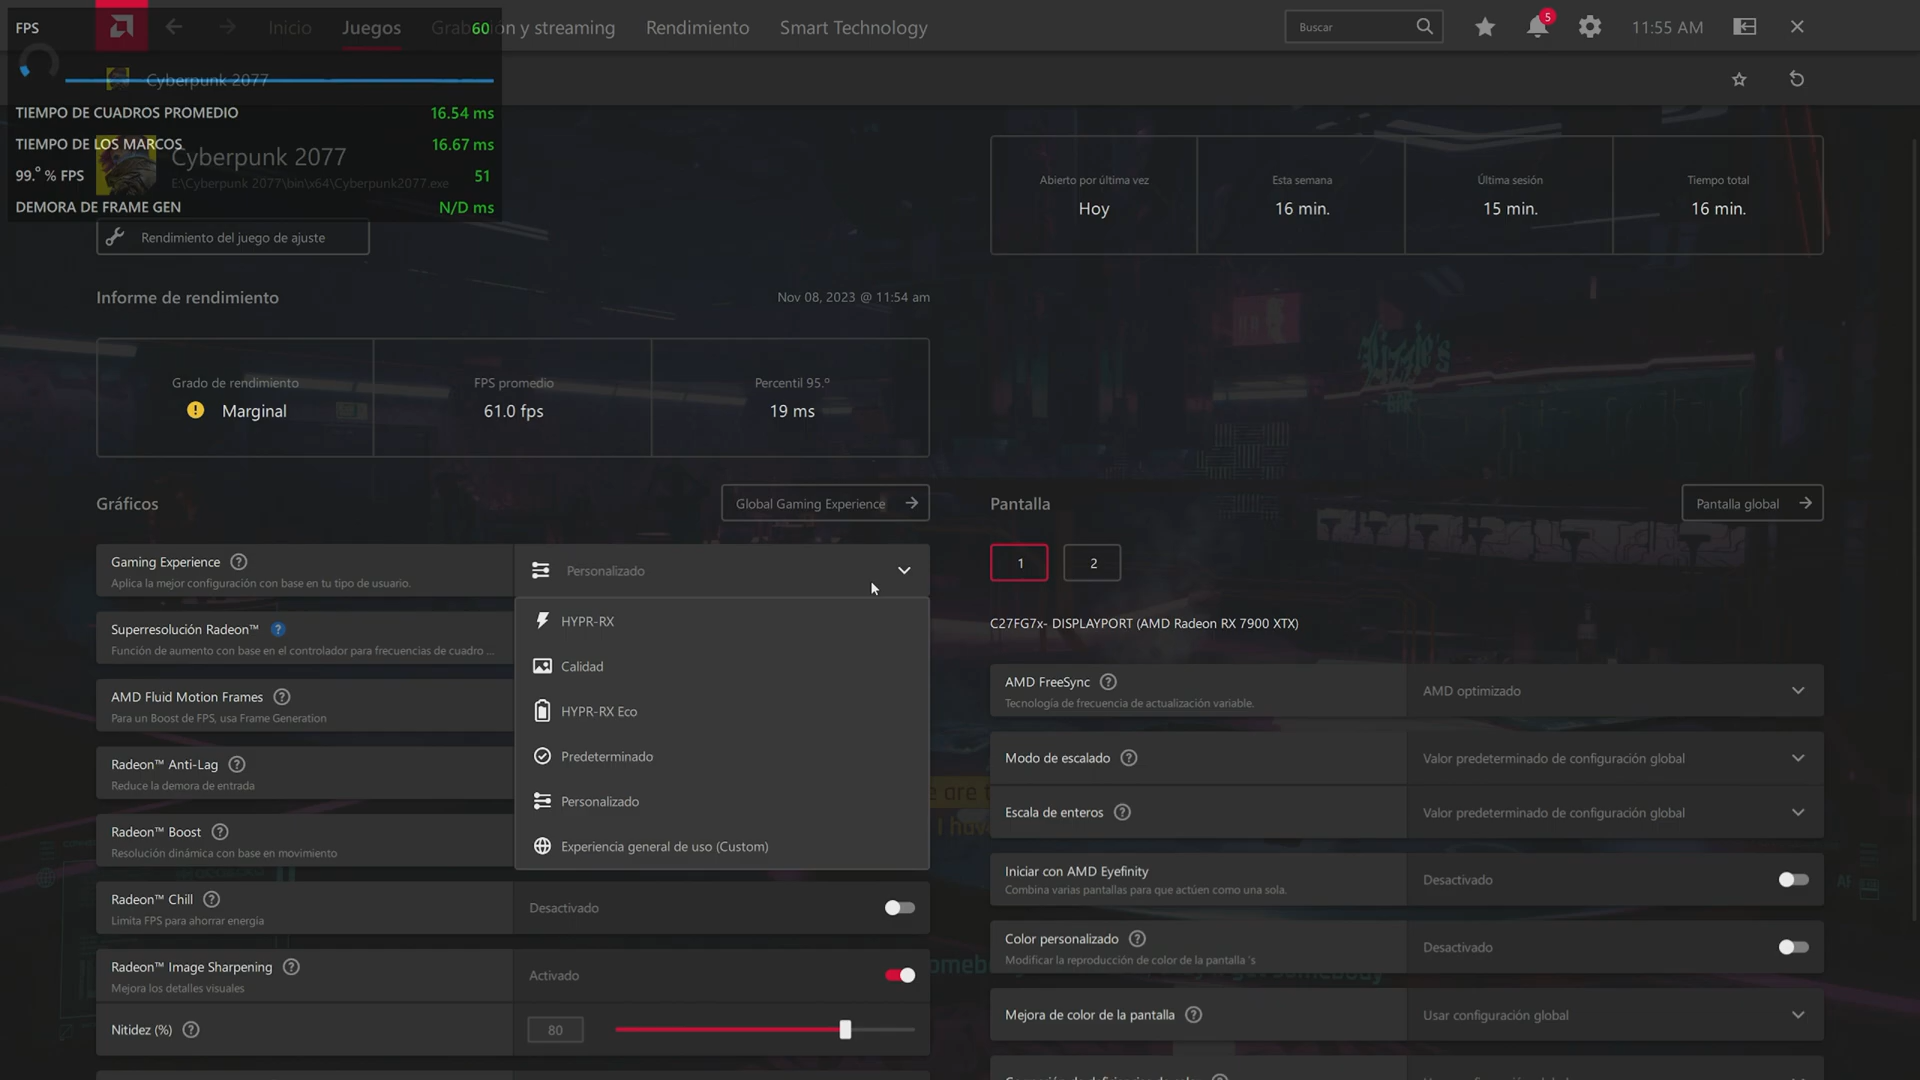 FPS
60
Inicio
Juegos
Grabación y streaming
Rendimiento
Smart Technology
Buscar
5
11:55 AM
Cyberpunk 2077
TIEMPO DE CUADROS PROMEDIO 16.54 ms
TIEMPO DE LOS MARCOS 16.67 ms
99.º % FPS 51
DEMORA DE FRAME GEN N/D ms
Cyberpunk 2077
E:\Cyberpunk 2077\bin\x64\Cyberpunk2077.exe
Rendimiento del juego de ajuste
Abierto por última vez
Hoy
Esta semana
16 min.
Última sesión
15 min.
Tiempo total
16 min.
Informe de rendimiento
Nov 08, 2023 @ 11:54 am
Grado de rendimiento
Marginal
FPS promedio
61.0 fps
Percentil 95.º
19 ms
Gráficos
Global Gaming Experience
Gaming Experience
Aplica la mejor configuración con base en tu tipo de usuario.
Personalizado
HYPR-RX
Calidad
HYPR-RX Eco
Predeterminado
Personalizado
Experiencia general de uso (Custom)
Superresolución Radeon™
Función de aumento con base en el controlador para frecuencias de cuadro ...
AMD Fluid Motion Frames
Para un Boost de FPS, usa Frame Generation
Radeon™ Anti-Lag
Reduce la demora de entrada
Radeon™ Boost
Resolución dinámica con base en movimiento
Radeon™ Chill
Limita FPS para ahorrar energía
Desactivado
Radeon™ Image Sharpening
Mejora los detalles visuales
Activado
Nitidez (%)
80
Pantalla
Pantalla global
1
2
C27FG7x- DISPLAYPORT (AMD Radeon RX 7900 XTX)
AMD FreeSync
Tecnología de frecuencia de actualización variable.
AMD optimizado
Modo de escalado
Valor predeterminado de configuración global
Escala de enteros
Valor predeterminado de configuración global
Iniciar con AMD Eyefinity
Combina varias pantallas para que actúen como una sola.
Desactivado
Color personalizado
Modificar la reproducción de color de la pantalla 's
Desactivado
Mejora de color de la pantalla
Usar configuración global